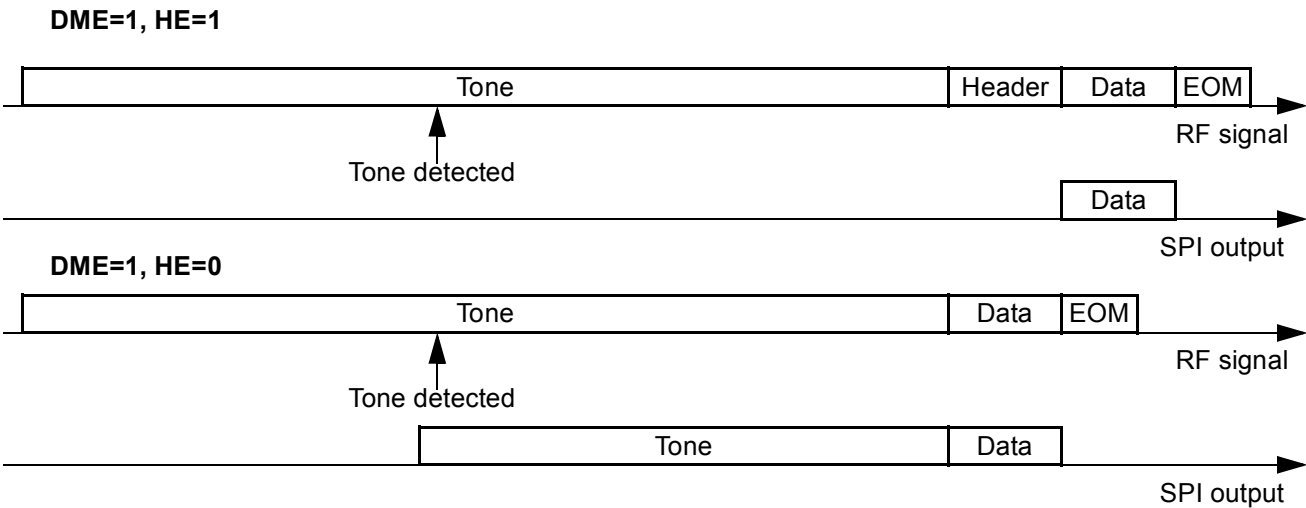 DME=1, HE=1
Tone Header Data EOM
RF signal
Tone detected
Data
SPI output
DME=1, HE=0
Tone Data EOM
RF signal
Tone detected
Tone Data
SPI output